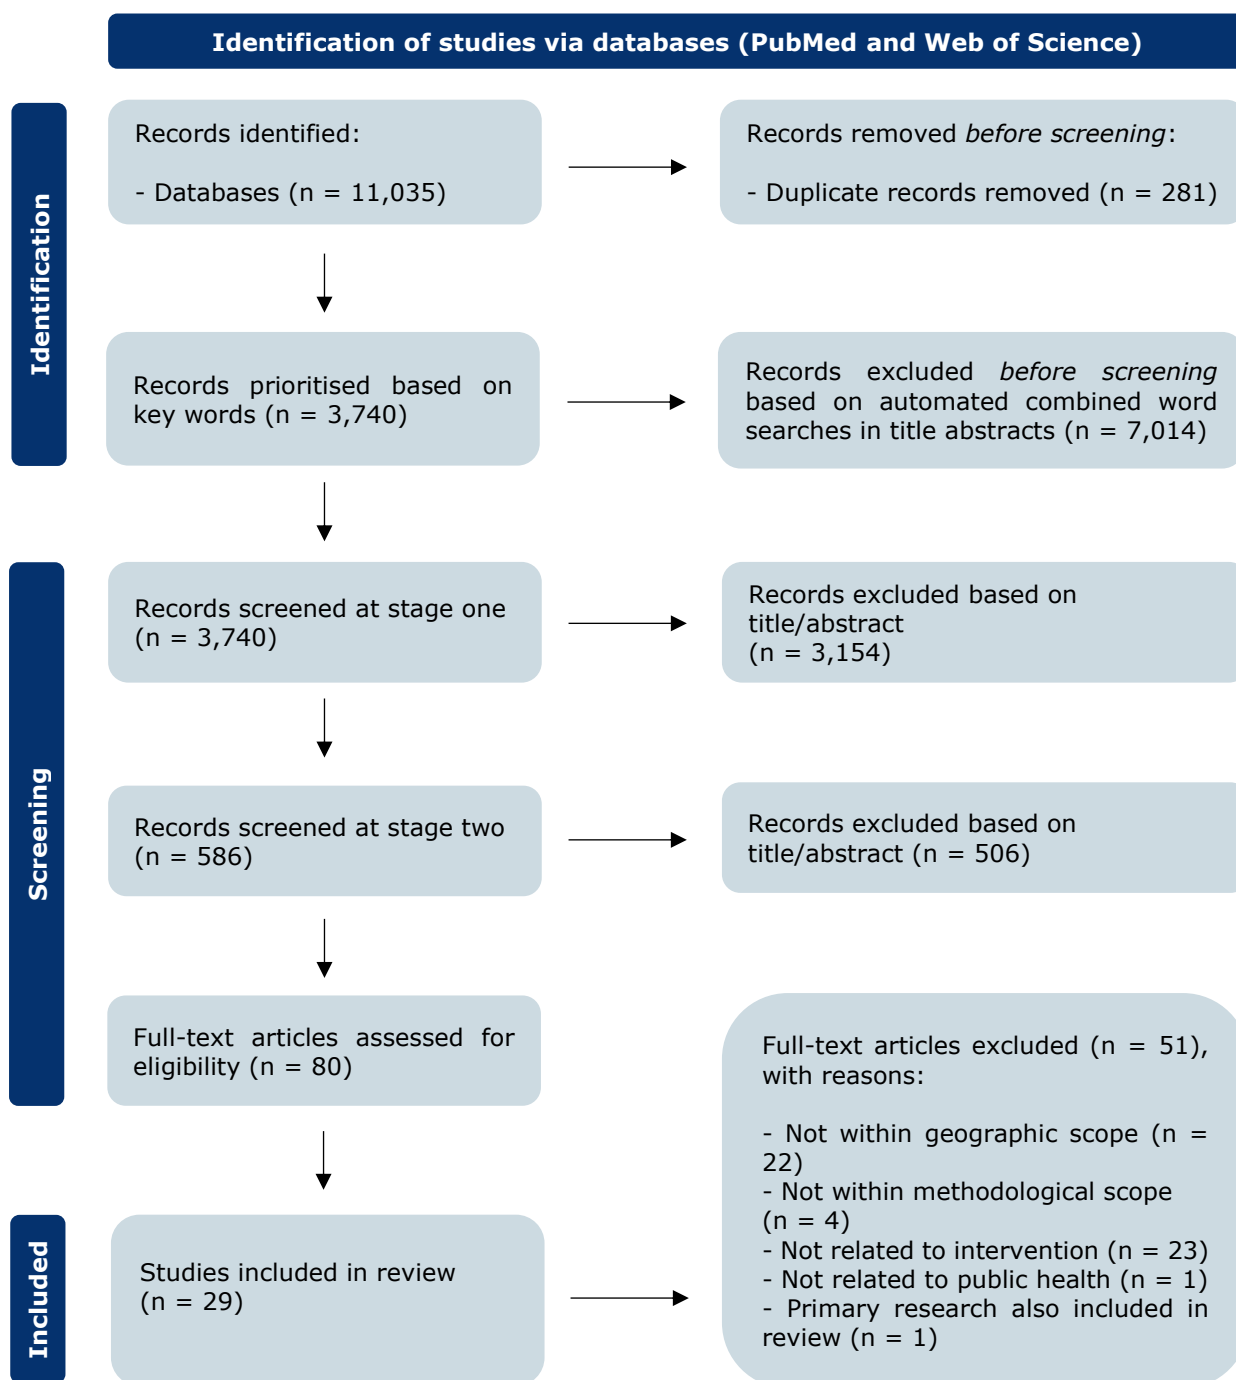 Identification of studies via databases (PubMed and Web of Science)
Identification
Records identified:
- Databases (n = 11,035)
Records removed before screening:
- Duplicate records removed (n = 281)
Records prioritised based on
key words (n = 3,740)
Records excluded before screening
based on automated combined word
searches in title abstracts (n = 7,014)
Screening
Records screened at stage one
(n = 3,740)
Records excluded based on
title/abstract
(n = 3,154)
Records screened at stage two
(n = 586)
Records excluded based on
title/abstract (n = 506)
Full-text articles assessed for
eligibility (n = 80)
Full-text articles excluded (n = 51),
with reasons:
- Not within geographic scope (n =
22)
- Not within methodological scope
(n = 4)
- Not related to intervention (n = 23)
- Not related to public health (n = 1)
- Primary research also included in
review (n = 1)
Included
Studies included in review
(n = 29)